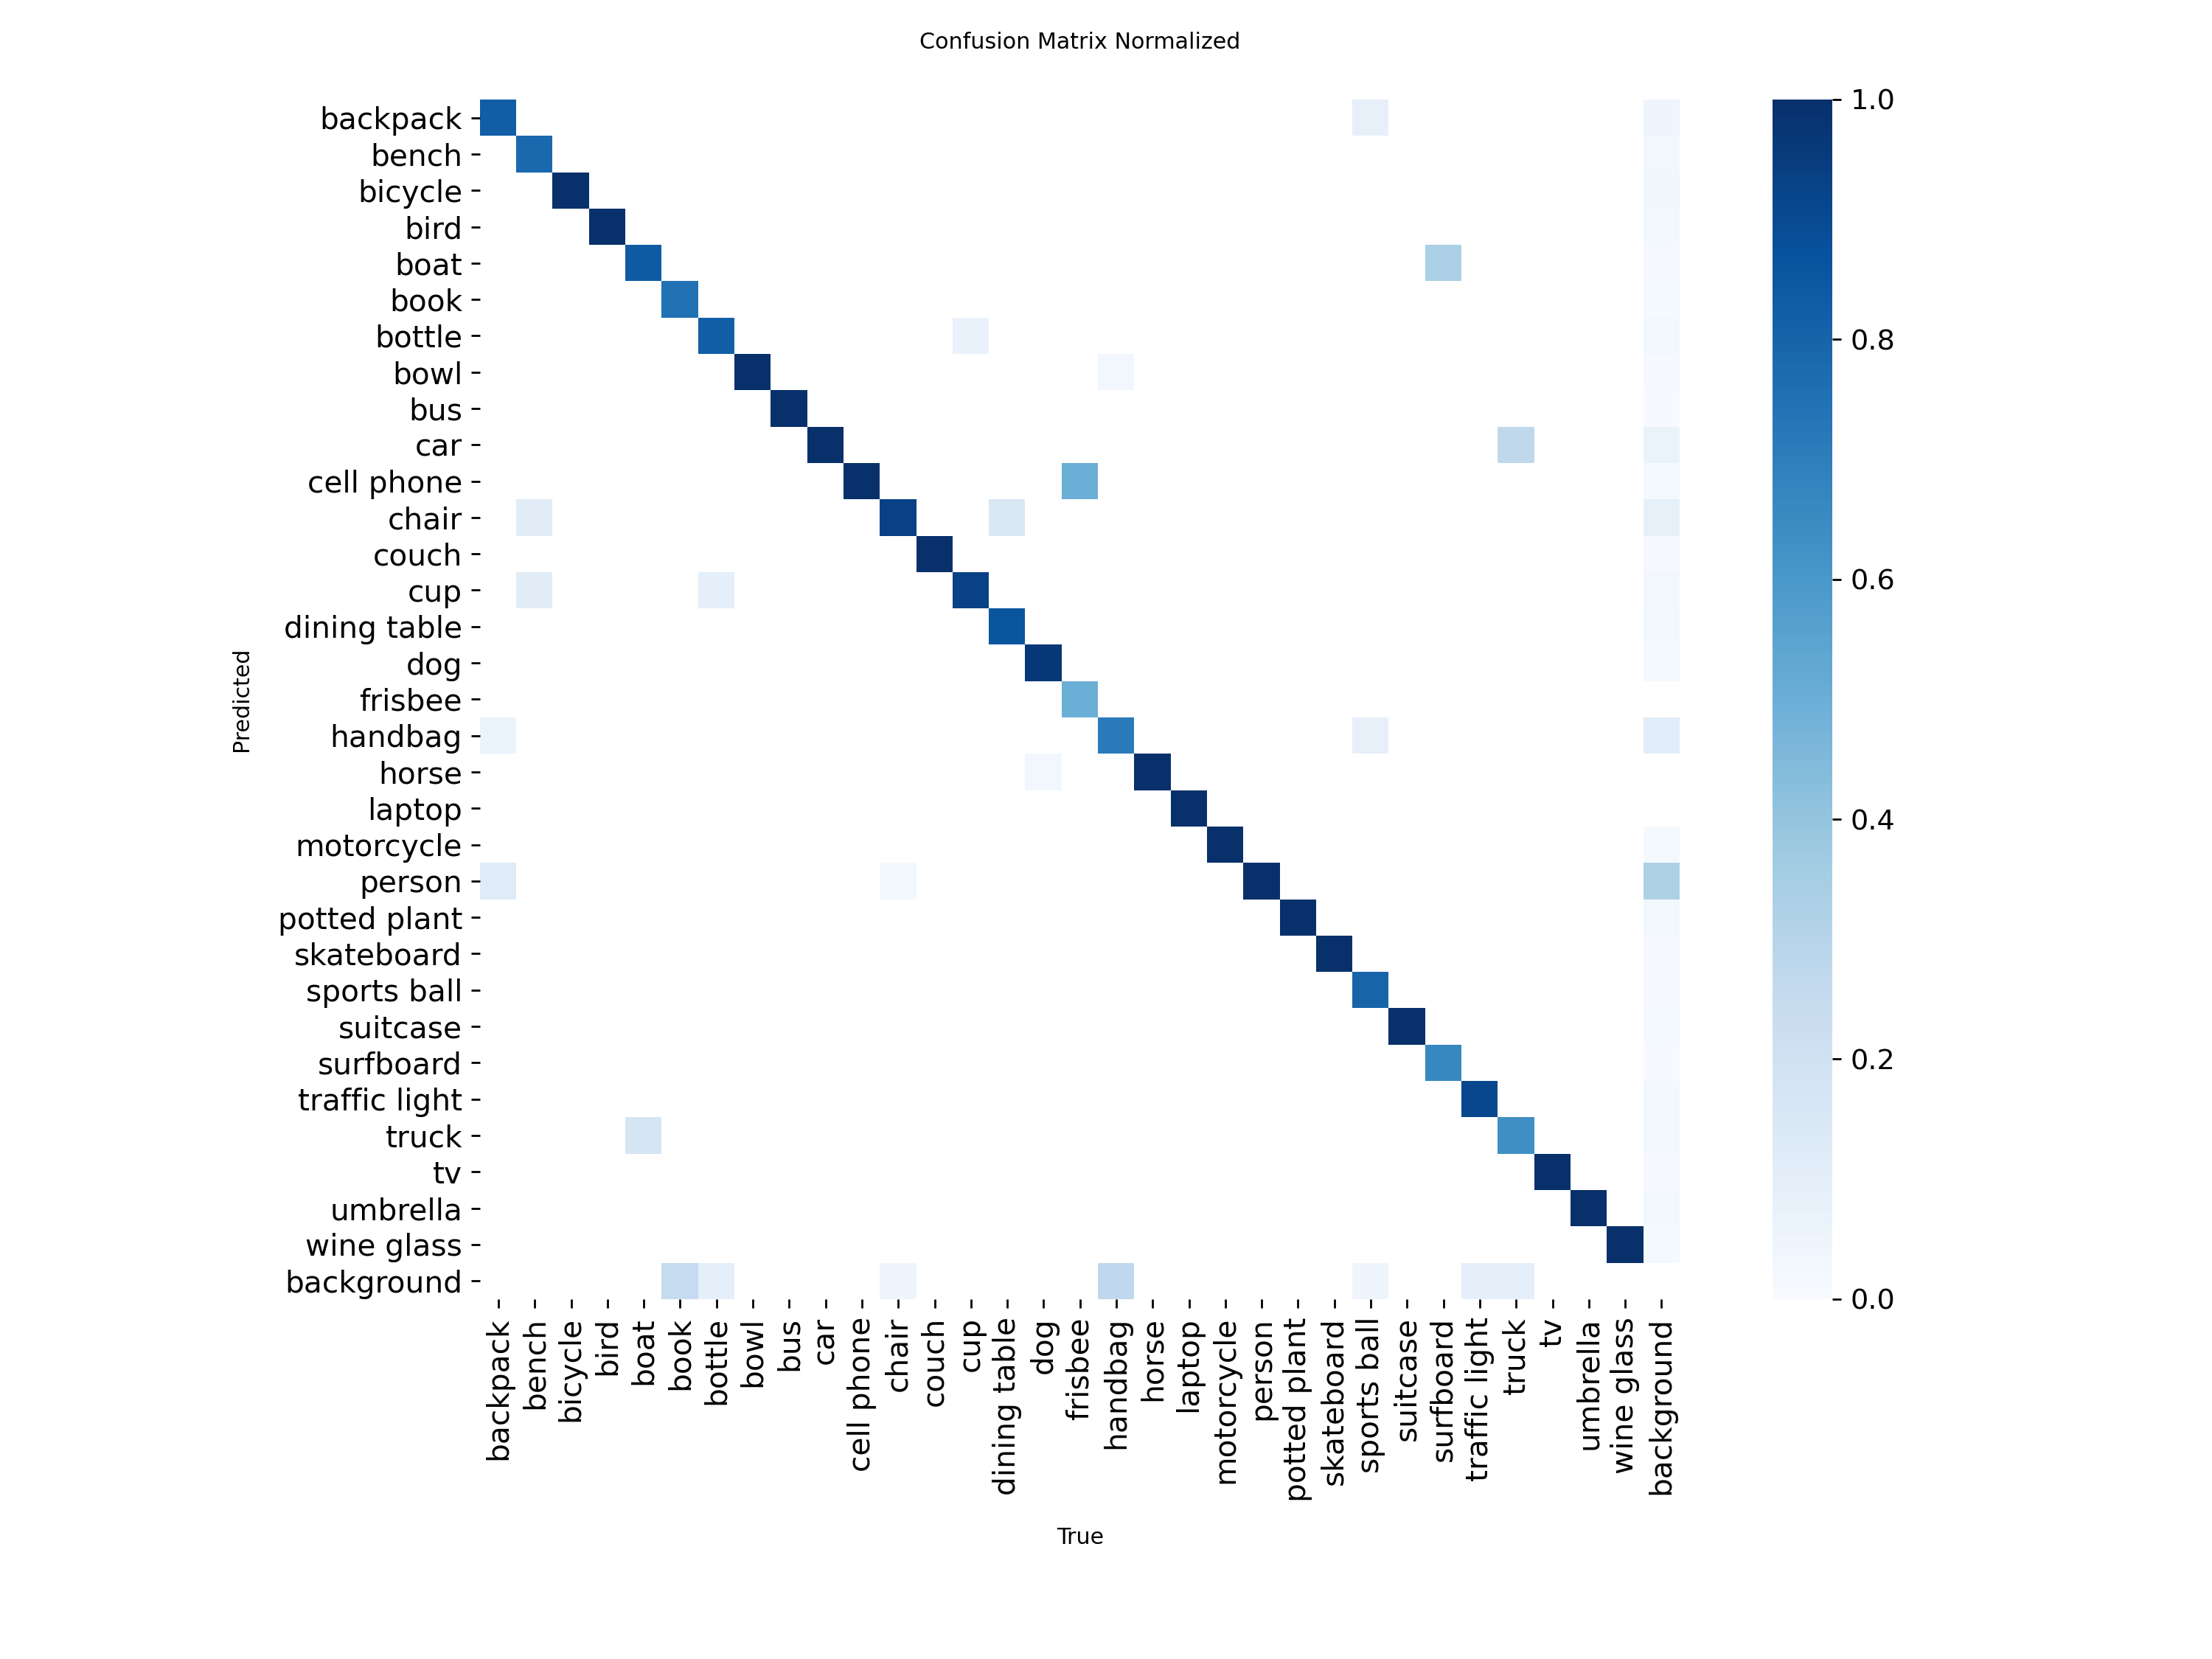 Confusion Matrix Normalized
backpack
bench
bicycle
bird
boat
book
bottle
bowl
bus
car
cell phone
chair
couch
cup
dining table
dog
frisbee
handbag
horse
laptop
motorcycle
person
potted plant
skateboard
sports ball
suitcase
surfboard
traffic light
truck
tv
umbrella
wine glass
background
Predicted
backpack
bench
bicycle
bird
boat
book
bottle
bowl
bus
car
cell phone
chair
couch
cup
dining table
dog
frisbee
handbag
horse
laptop
motorcycle
person
potted plant
skateboard
sports ball
suitcase
surfboard
traffic light
truck
tv
umbrella
wine glass
background
True
1.0
0.8
0.6
0.4
0.2
0.0